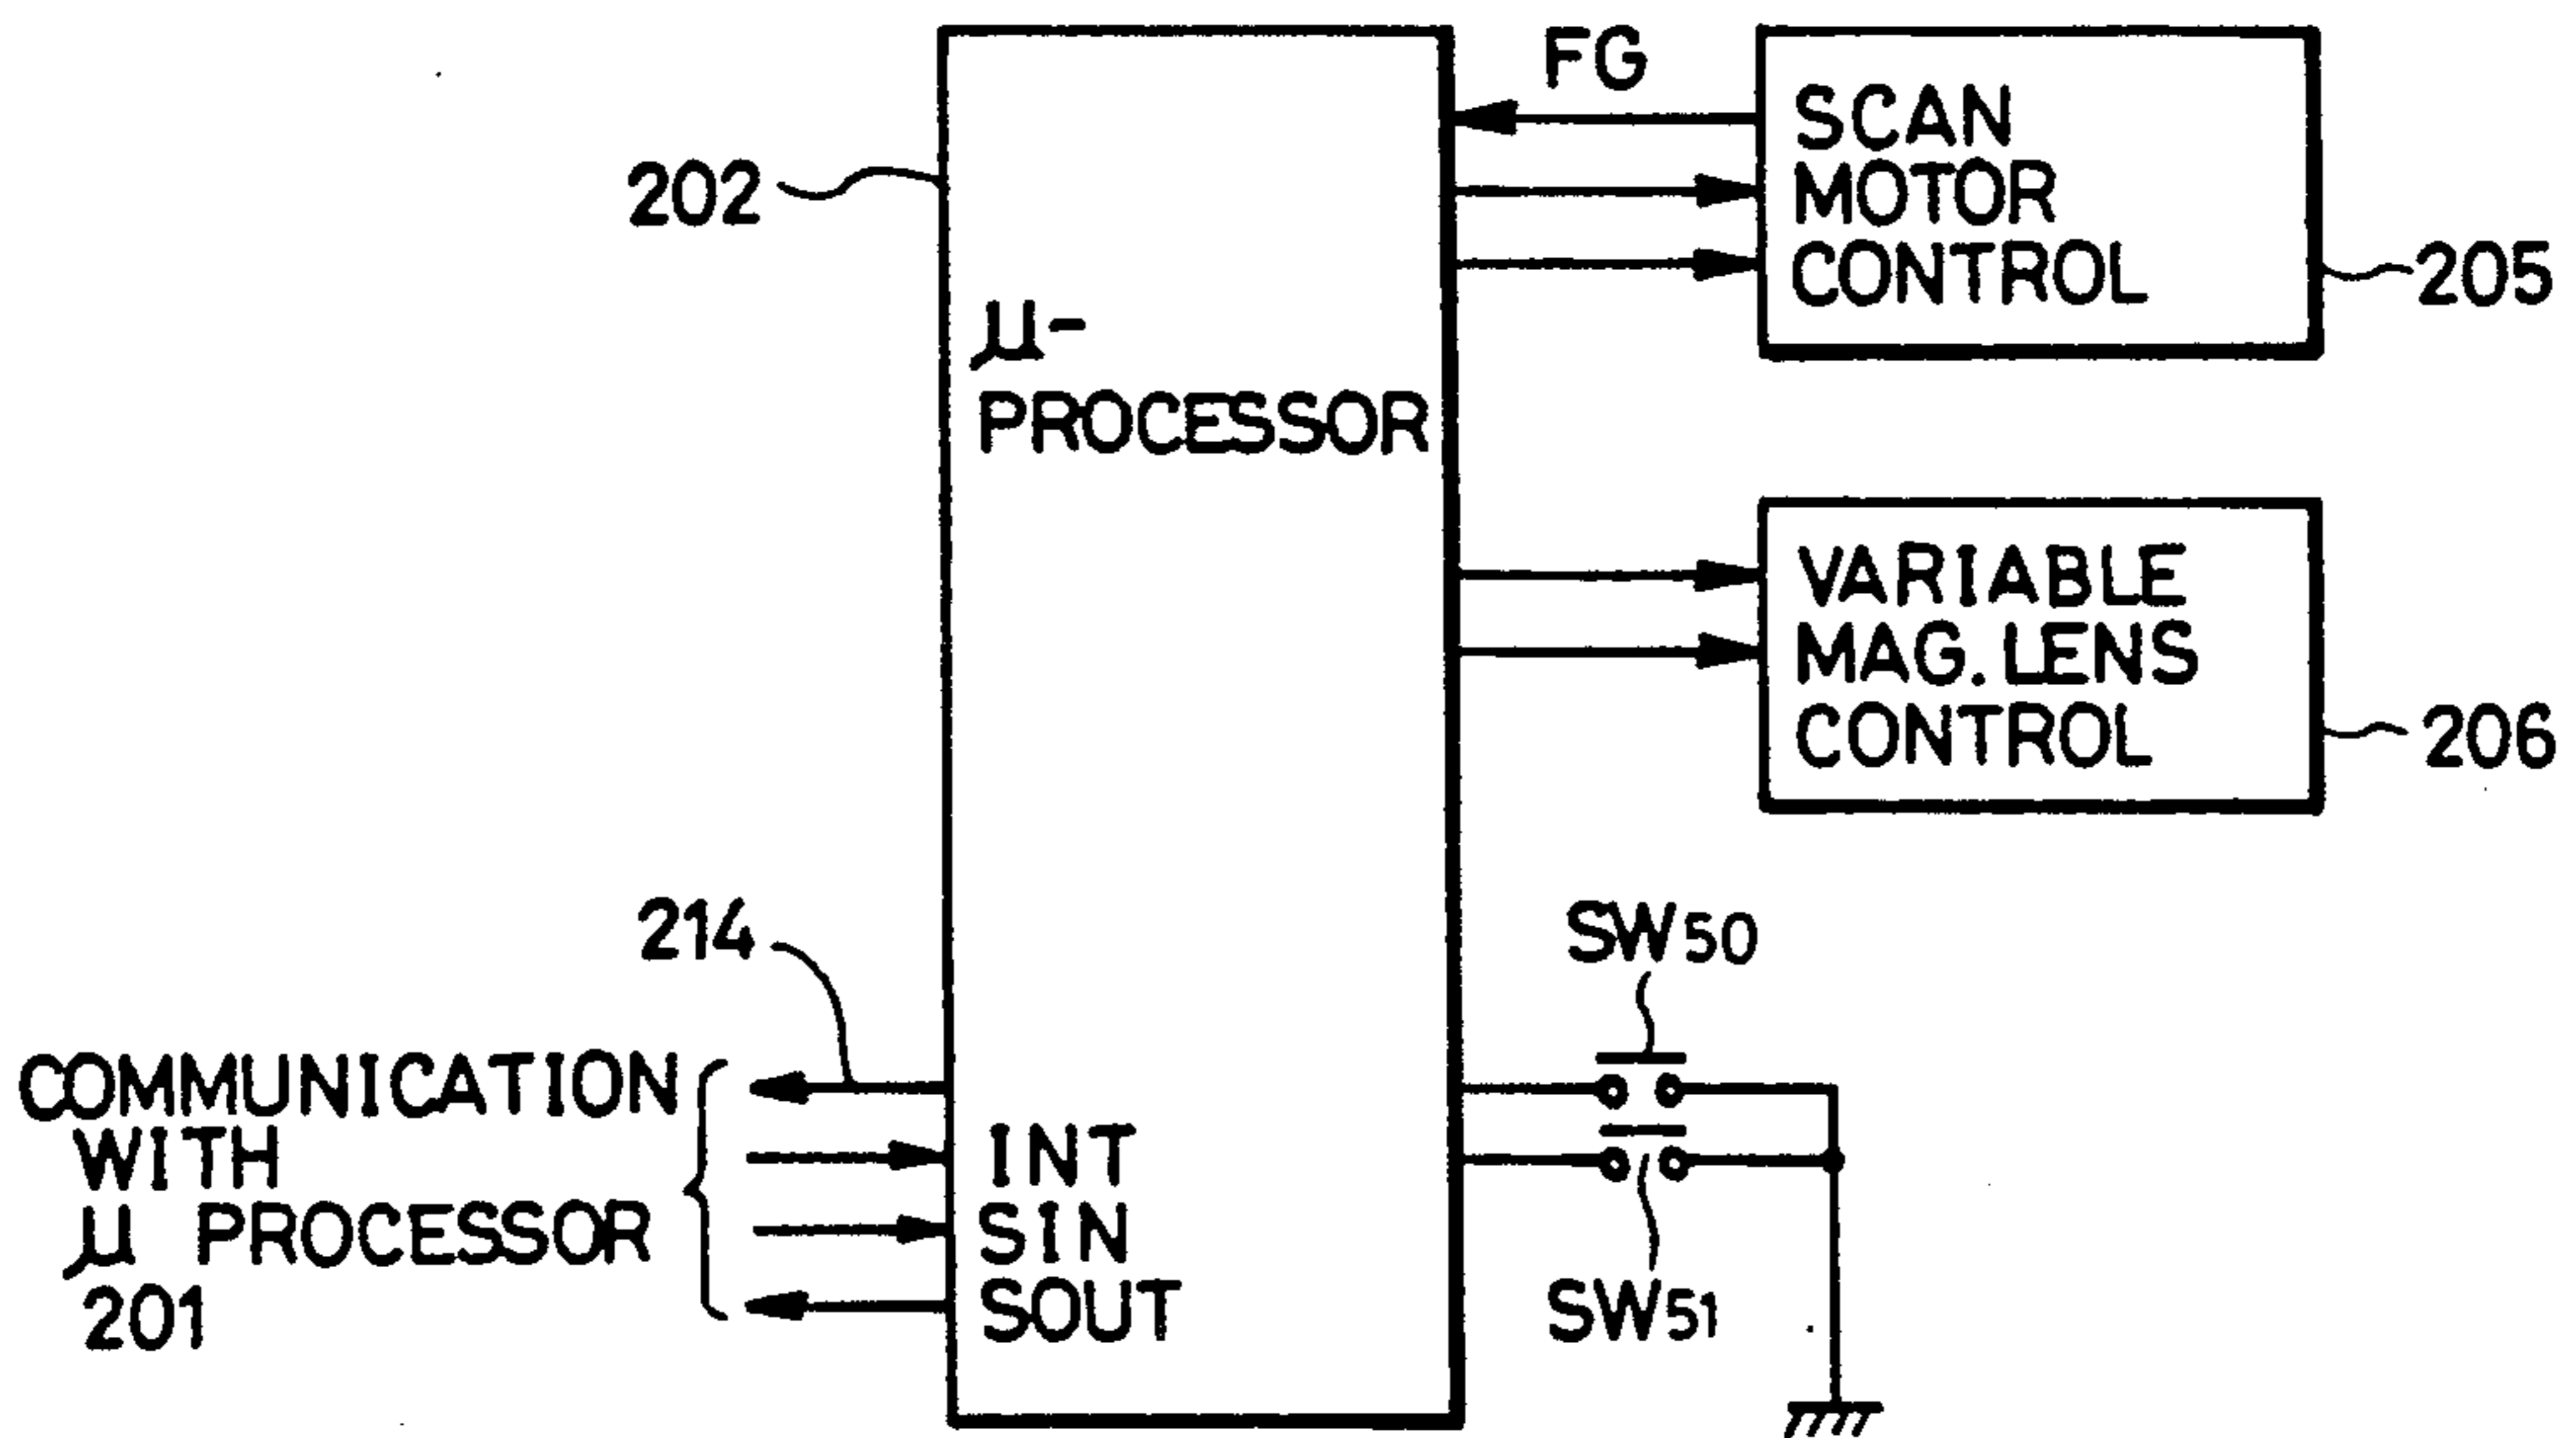 FG
SCAN
MOTOR
CONTROL
202
205
μ-
PROCESSOR
VARIABLE
MAG. LENS
CONTROL
206
214
SW50
COMMUNICATION
WITH
μ PROCESSOR
201
INT
SIN
SOUT
SW51